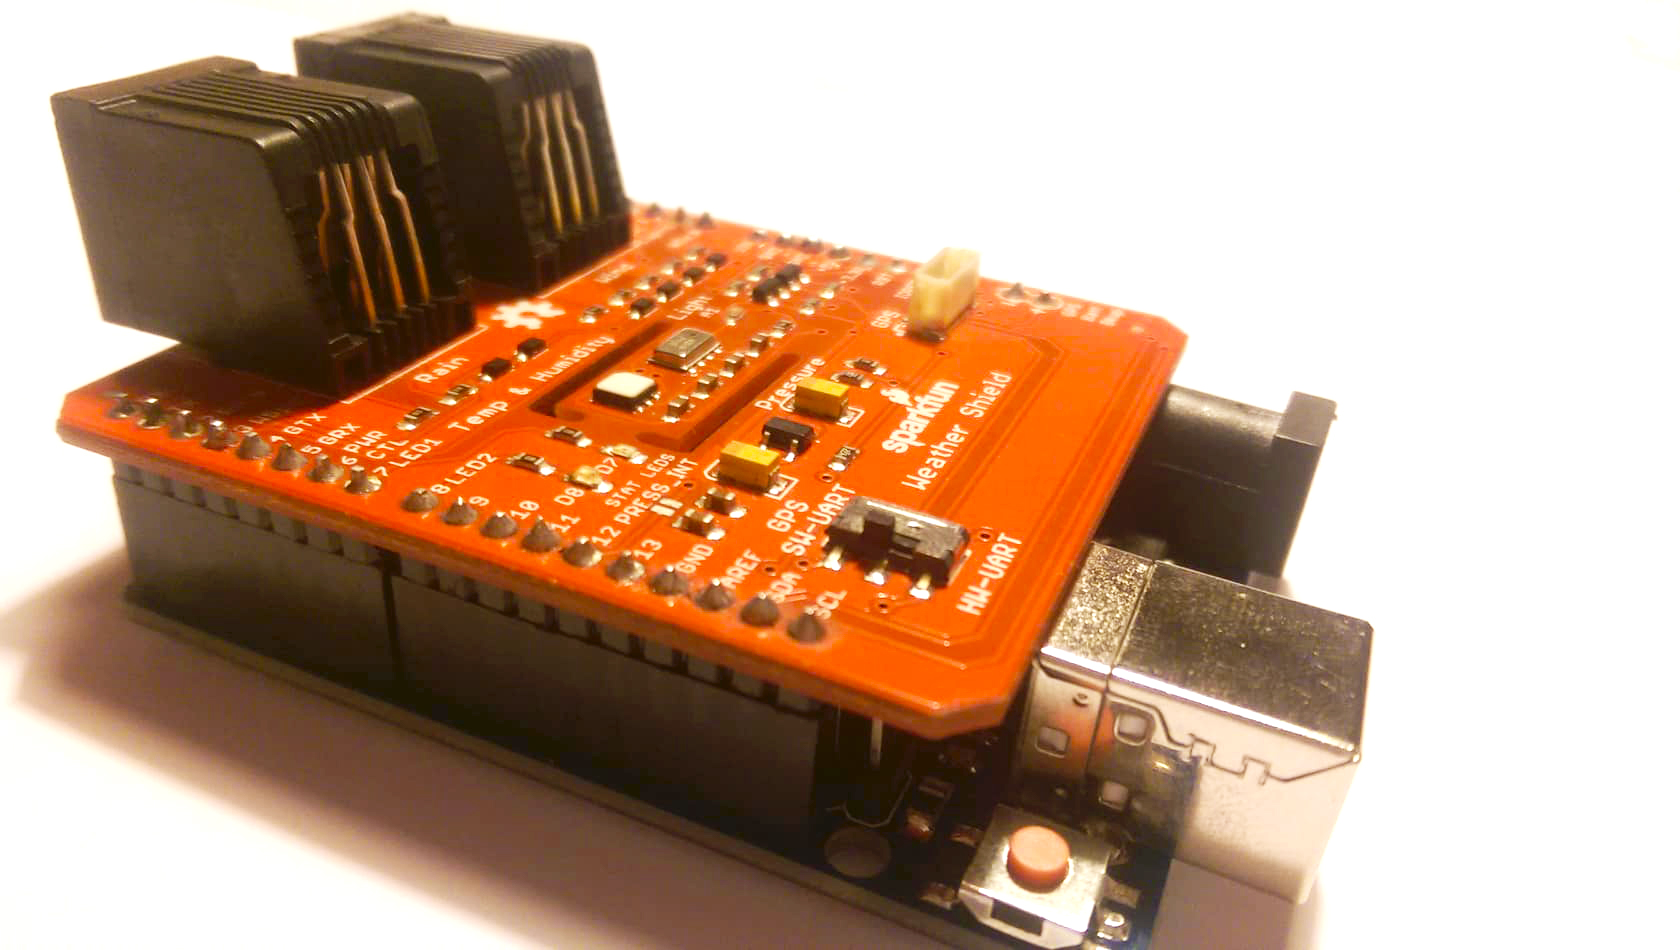 Wind
Light
Rain
Temp & Humidity
Pressure
GPS
sparkfun
Weather Shield
GTX
5 GRX
6 PWR
CTL
7 LED1
8 LED2
9
10
11
12 PRESS_INT
13
GND
AREF
SDA
SCL
D8
D7
STAT LEDS
GPS
SW-UART
HW-UART